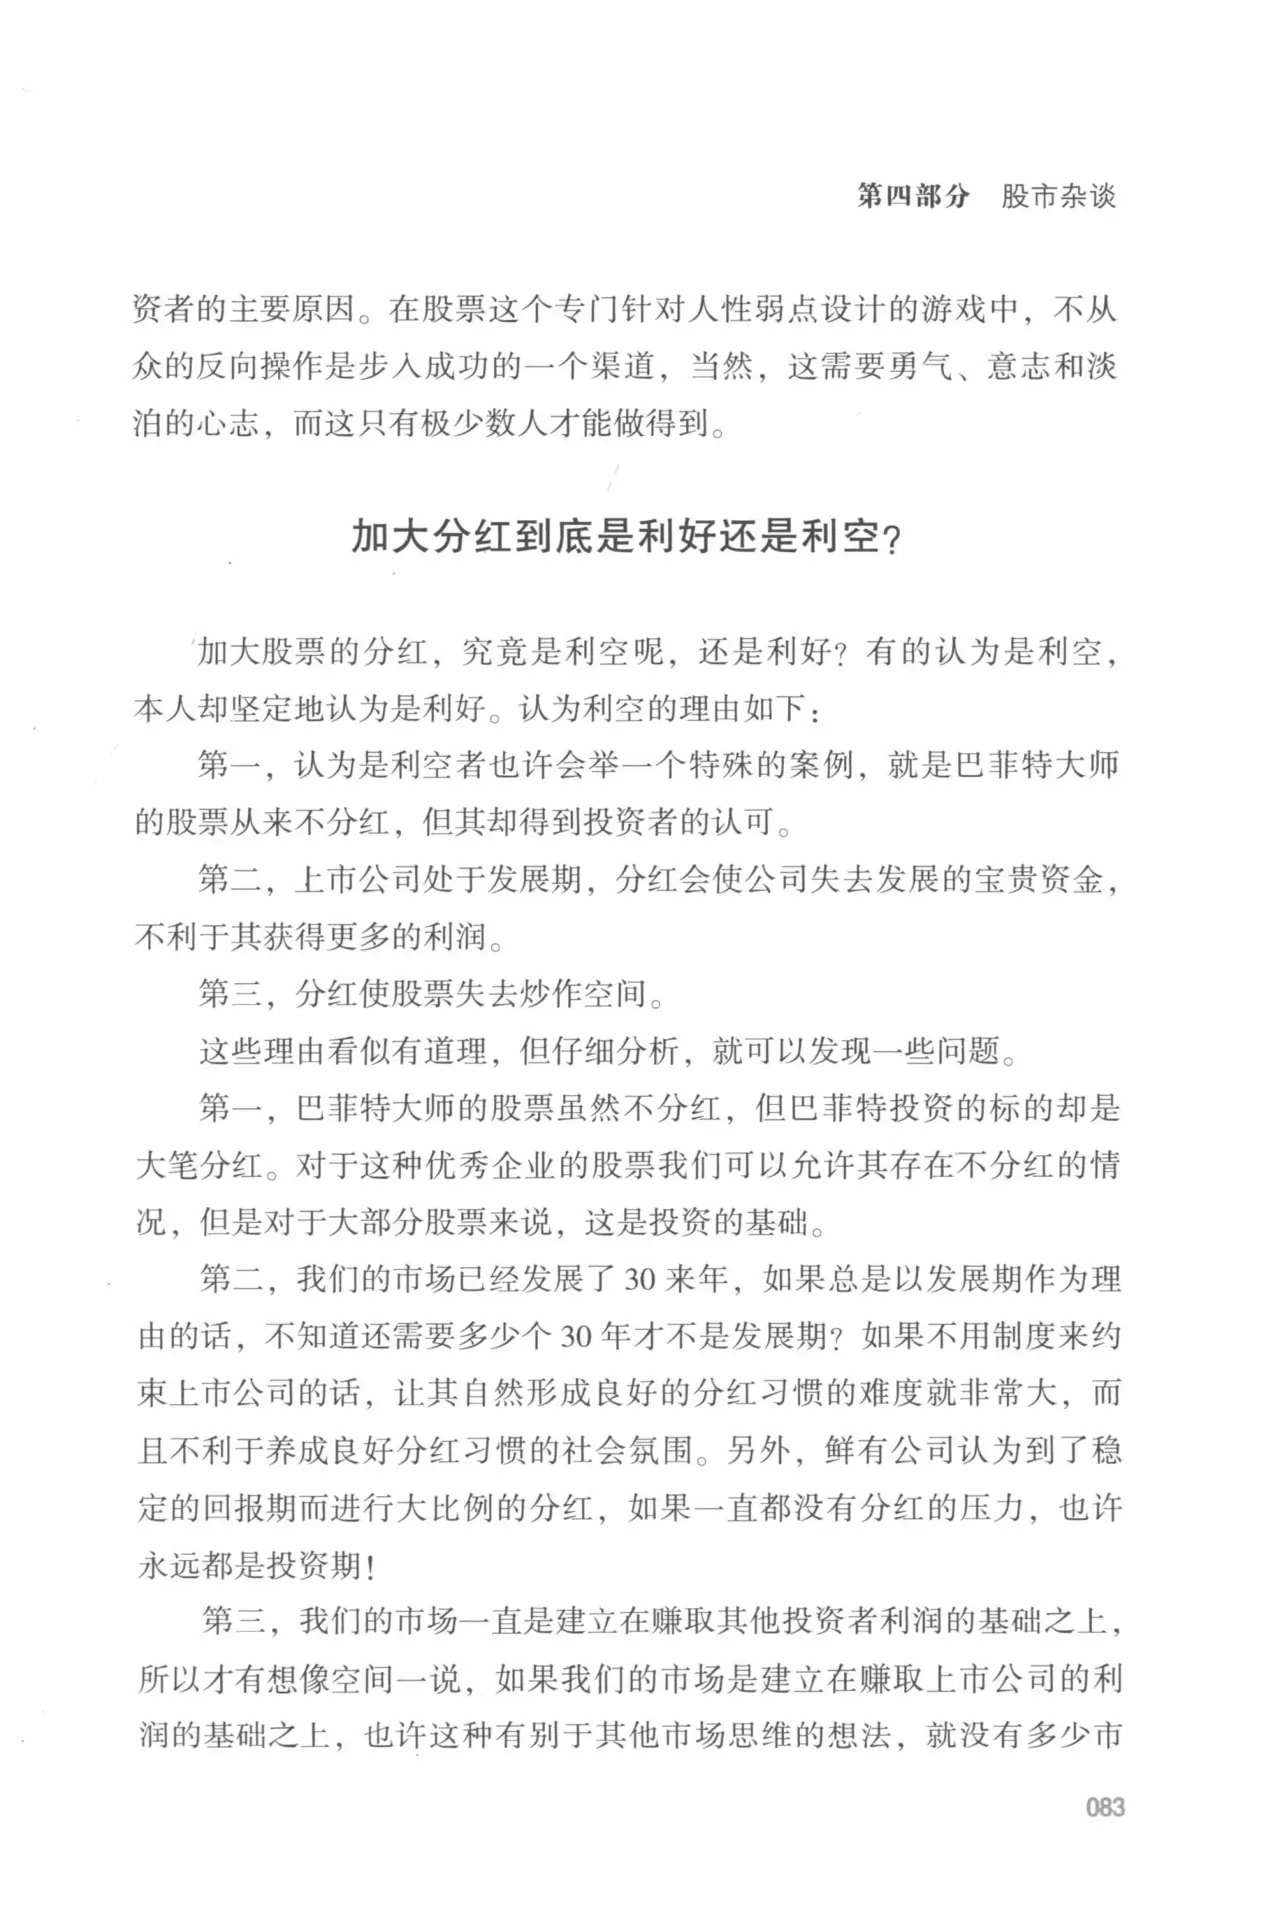 第四部分 股市杂谈
资者的主要原因。在股票这个专门针对人性弱点设计的游戏中，不从
众的反向操作是步入成功的一个渠道，当然，这需要勇气、意志和淡
泊的心志，而这只有极少数人才能做得到。
加大分红到底是利好还是利空？
加大股票的分红，究竟是利空呢，还是利好？有的认为是利空，
本人却坚定地认为是利好。认为利空的理由如下：
第一，认为是利空者也许会举一个特殊的案例，就是巴菲特大师
的股票从来不分红，但其却得到投资者的认可。
第二，上市公司处于发展期，分红会使公司失去发展的宝贵资金，
不利于其获得更多的利润。
第三，分红使股票失去炒作空间。
这些理由看似有道理，但仔细分析，就可以发现一些问题。
第一，巴菲特大师的股票虽然不分红，但巴菲特投资的标的却是
大笔分红。对于这种优秀企业的股票我们可以允许其存在不分红的情
况，但是对于大部分股票来说，这是投资的基础。
第二，我们的市场已经发展了 30 来年，如果总是以发展期作为理
由的话，不知道还需要多少个 30 年才不是发展期？如果不用制度来约
束上市公司的话，让其自然形成良好的分红习惯的难度就非常大，而
且不利于养成良好分红习惯的社会氛围。另外，鲜有公司认为到了稳
定的回报期而进行大比例的分红，如果一直都没有分红的压力，也许
永远都是投资期！
第三，我们的市场一直是建立在赚取其他投资者利润的基础之上，
所以才有想像空间一说，如果我们的市场是建立在赚取上市公司的利
润的基础之上，也许这种有别于其他市场思维的想法，就没有多少市
083